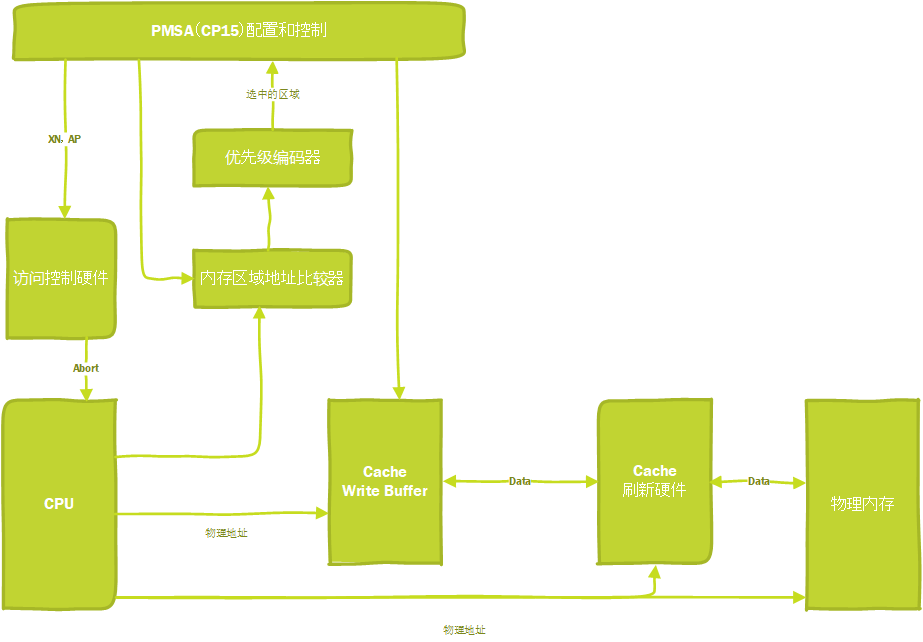 PMSA(CP15)配置和控制
选中的区域
XN，AP
优先级编码器
访问控制硬件
内存区域地址比较器
Abort
CPU
Cache
Write Buffer
Data
Cache
刷新硬件
Data
物理内存
物理地址
物理地址